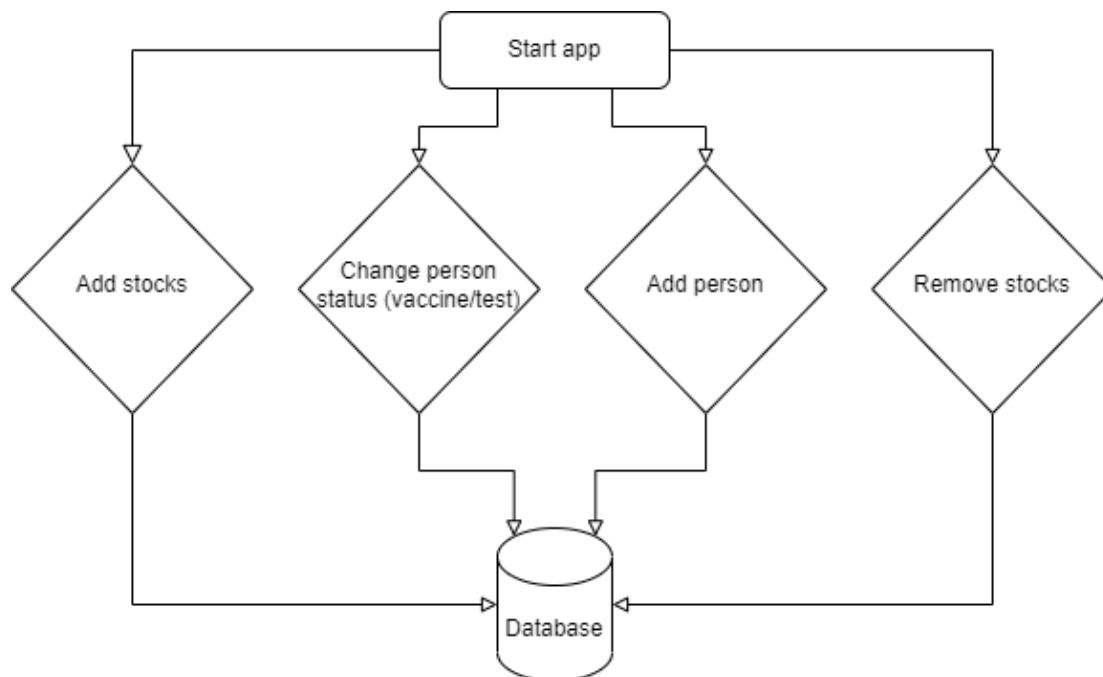 Start app
Add stocks
Change person
status (vaccine/test)
Add person
Remove stocks
Database